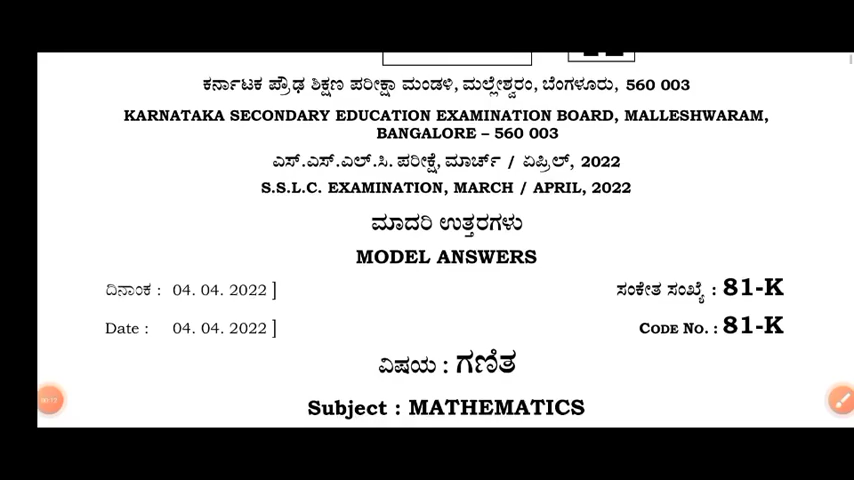 ಕರ್ನಾಟಕ ಪ್ರೌಢ ಶಿಕ್ಷಣ ಪರೀಕ್ಷಾ ಮಂಡಳಿ, ಮಲ್ಲೇಶ್ವರಂ, ಬೆಂಗಳೂರು, 560 003
KARNATAKA SECONDARY EDUCATION EXAMINATION BOARD, MALLESHWARAM,
BANGALORE – 560 003
ಎಸ್.ಎಸ್.ಎಲ್.ಸಿ. ಪರೀಕ್ಷೆ, ಮಾರ್ಚ್ / ಏಪ್ರಿಲ್, 2022
S.S.L.C. EXAMINATION, MARCH / APRIL, 2022
ಮಾದರಿ ಉತ್ತರಗಳು
MODEL ANSWERS
ದಿನಾಂಕ : 04. 04. 2022 ] ಸಂಕೇತ ಸಂಖ್ಯೆ : 81-K
Date : 04. 04. 2022 ] CODE NO. : 81-K
ವಿಷಯ : ಗಣಿತ
Subject : MATHEMATICS